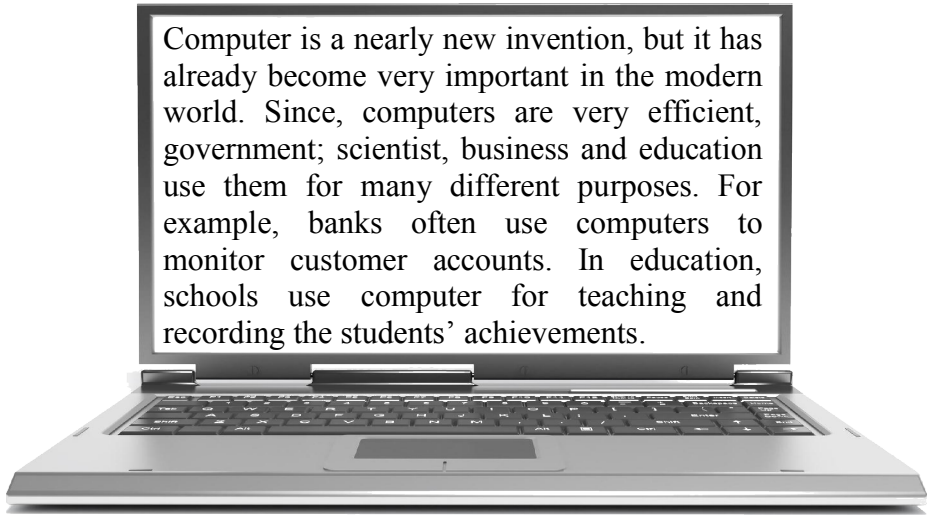 Computer is a nearly new invention, but it has
already become very important in the modern
world. Since, computers are very efficient,
government; scientist, business and education
use them for many different purposes. For
example, banks often use computers to
monitor customer accounts. In education,
schools use computer for teaching and
recording the students’ achievements.